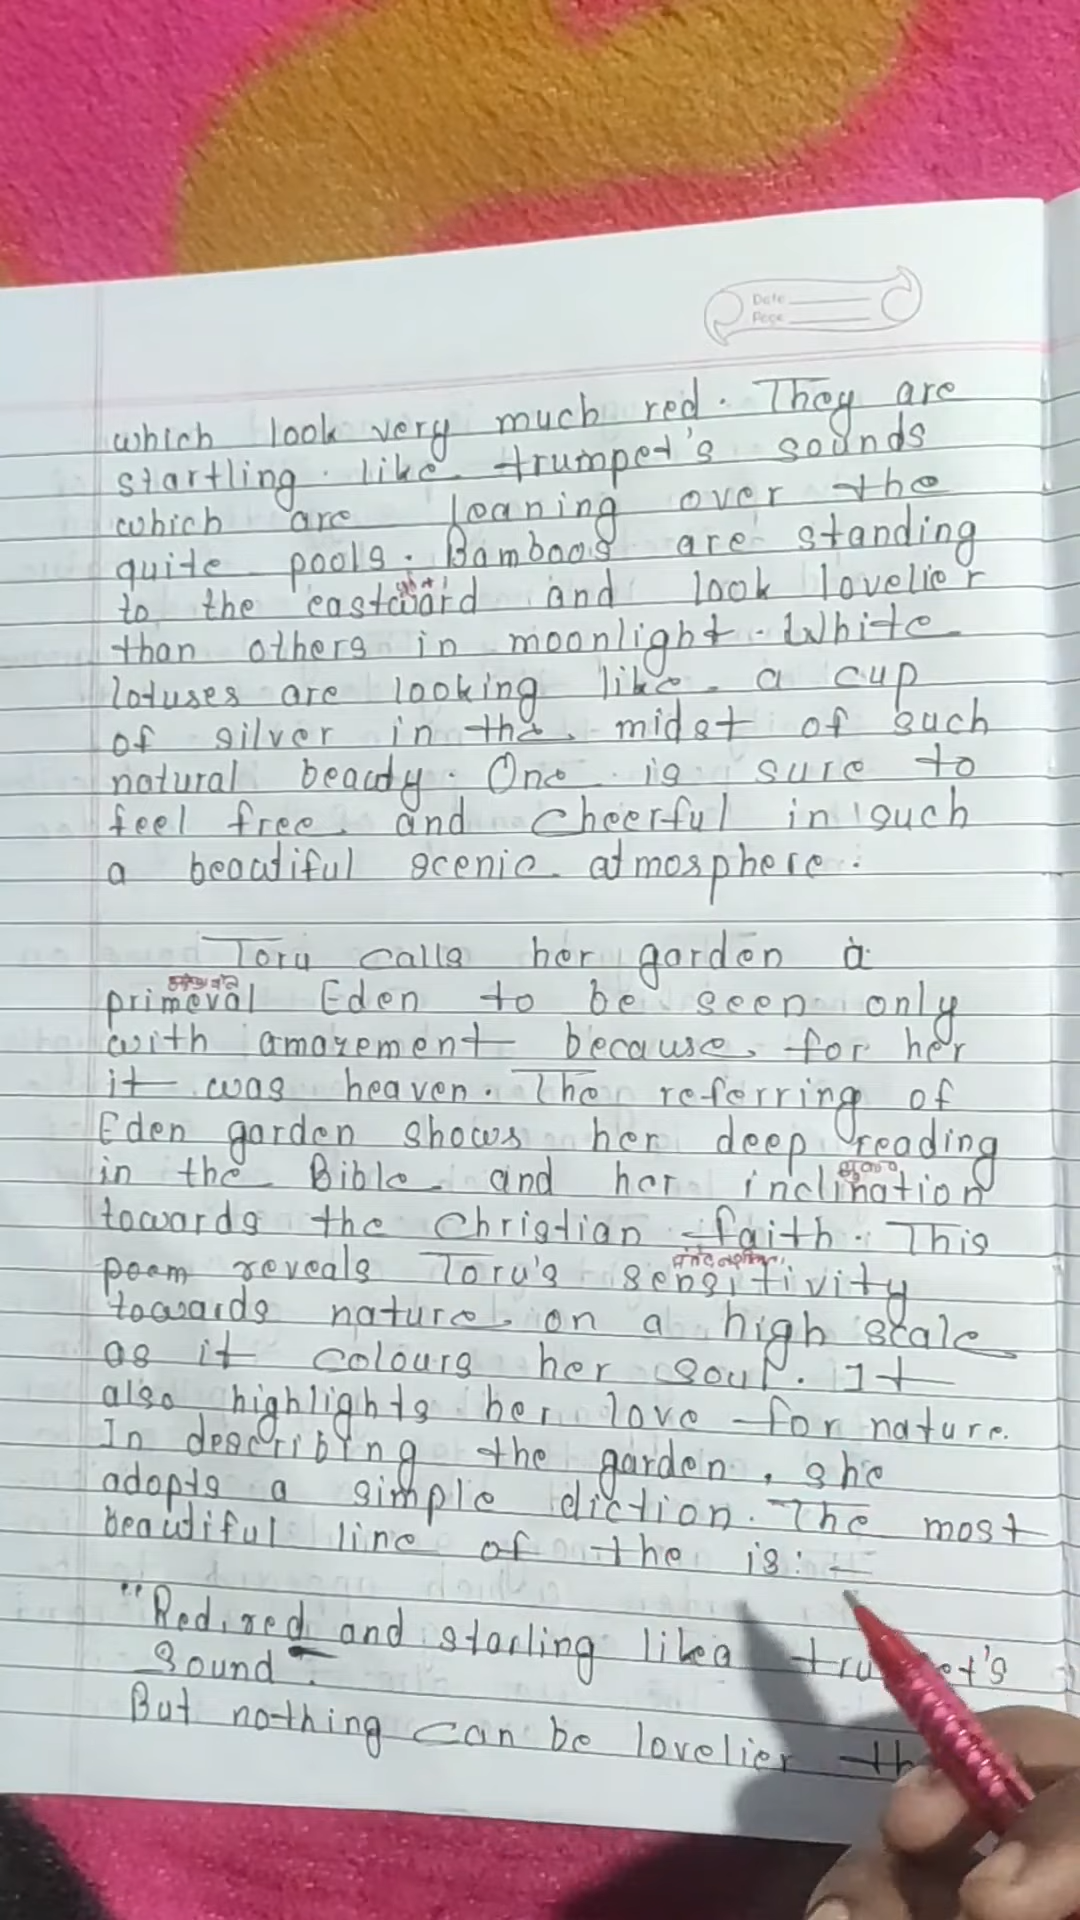 Date
Page
which look very much red. They are
startling like trumpet's sounds
which are leaning over the
quite pools. Bamboos are standing
to the eastward and look lovelier
than others in moonlight. White
lotuses are looking like a cup
of silver in the midst of such
natural beauty. One is sure to
feel free and cheerful in such
a beautiful scenic atmosphere.
Toru calls her garden a
primeval Eden to be seen only
with amazement because for her
it was heaven. The referring of
Eden garden shows her deep reading
झुकाव
in the Bible and her inclination
towards the Christian faith. This
poem reveals Toru's sensitivity
towards nature on a high scale
as it colours her soul. It
also highlights her love for nature.
In describing the garden, she
adopts a simple diction. The most
beautiful line of the is:-
"Red, red and starling like a
sound.
But nothing can be lovelier